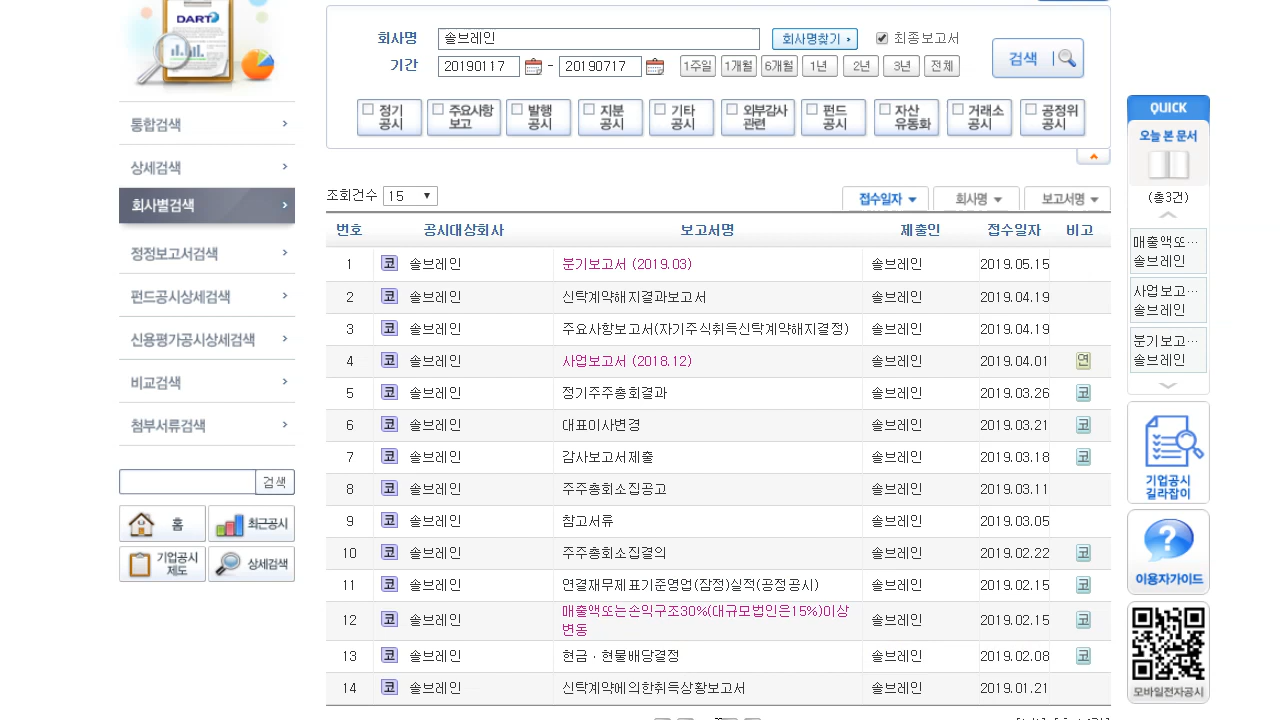 DART
통합검색
상세검색
회사별검색
정정보고서검색
펀드공시상세검색
신용평가공시상세검색
비교검색
첨부서류검색
검색
홈
최근공시
기업공시
제도
상세검색
회사명 솔브레인 회사명찾기 최종보고서
기간 20190117 - 20190717 1주일 1개월 6개월 1년 2년 3년 전체
검색
정기
공시
주요사항
보고
발행
공시
지분
공시
기타
공시
외부감사
관련
펀드
공시
자산
유동화
거래소
공시
공정위
공시
조회건수 15
접수일자 회사명 보고서명
번호 공시대상회사 보고서명 제출인 접수일자 비고
1 코 솔브레인 분기보고서 (2019.03) 솔브레인 2019.05.15
2 코 솔브레인 신탁계약해지결과보고서 솔브레인 2019.04.19
3 코 솔브레인 주요사항보고서(자기주식취득신탁계약해지결정) 솔브레인 2019.04.19
4 코 솔브레인 사업보고서 (2018.12) 솔브레인 2019.04.01 연
5 코 솔브레인 정기주주총회결과 솔브레인 2019.03.26 코
6 코 솔브레인 대표이사변경 솔브레인 2019.03.21 코
7 코 솔브레인 감사보고서제출 솔브레인 2019.03.18 코
8 코 솔브레인 주주총회소집공고 솔브레인 2019.03.11
9 코 솔브레인 참고서류 솔브레인 2019.03.05
10 코 솔브레인 주주총회소집결의 솔브레인 2019.02.22 코
11 코 솔브레인 연결재무제표기준영업(잠정)실적(공정공시) 솔브레인 2019.02.15 코
12 코 솔브레인 매출액또는손익구조30%(대규모법인은15%)이상
변동 솔브레인 2019.02.15 코
13 코 솔브레인 현금ㆍ현물배당결정 솔브레인 2019.02.08 코
14 코 솔브레인 신탁계약에의한취득상황보고서 솔브레인 2019.01.21
QUICK
오늘 본 문서
(총3건)
매출액또…
솔브레인
사업보고…
솔브레인
분기보고…
솔브레인
기업공시
길라잡이
?
이용자가이드
모바일전자공시